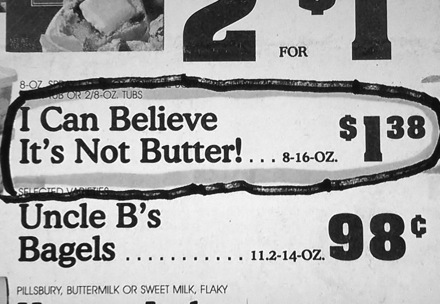 2 $1
FOR
8-OZ.
OR 2/8-OZ. TUBS
I Can Believe
It's Not Butter! . . . 8-16-OZ. $1 38
SELECTED VARIETIES
Uncle B's
Bagels . . . . . . . . . . . 11.2-14-OZ. 98¢
PILLSBURY, BUTTERMILK OR SWEET MILK, FLAKY